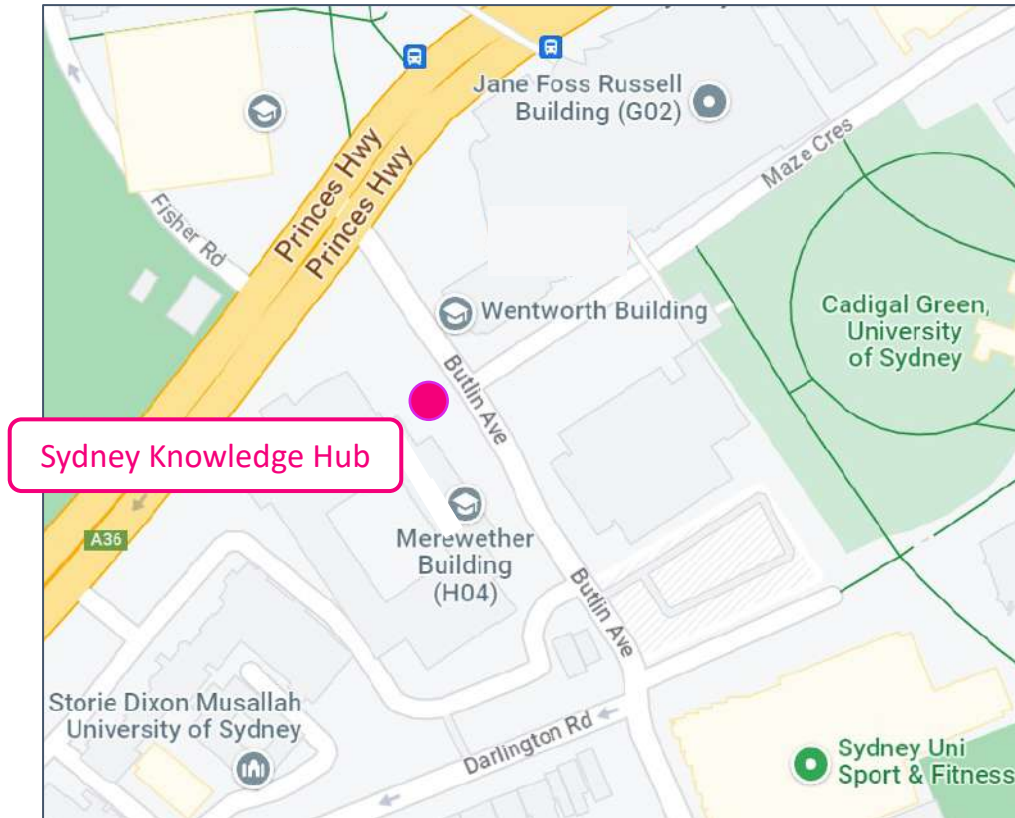 Jane Foss Russell
Building (G02)
Maze Cres
Princes Hwy
Princes Hwy
Fisher Rd
Wentworth Building
Cadigal Green,
University
of Sydney
Butlin Ave
Sydney Knowledge Hub
A36
Merewether
Building
(H04)
Butlin Ave
Storie Dixon Musallah
University of Sydney
Darlington Rd
Sydney Uni
Sport & Fitness